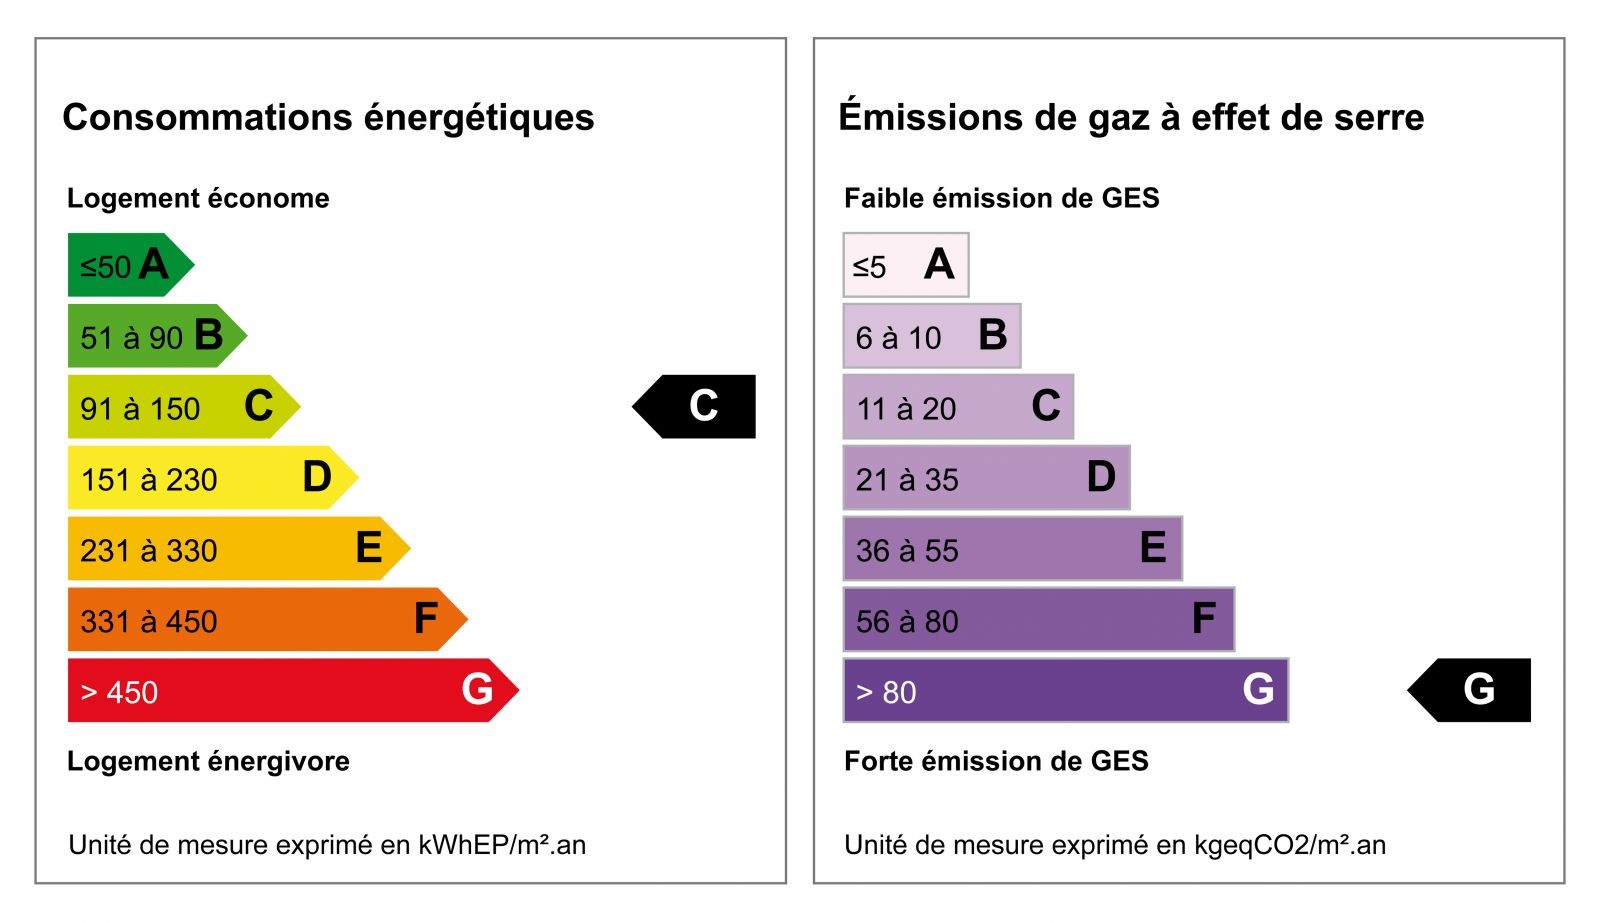 Consommations énergétiques
Logement économe
≤50 A
51 à 90 B
91 à 150 C
C
151 à 230 D
231 à 330 E
331 à 450 F
> 450 G
Logement énergivore
Unité de mesure exprimé en kWhEP/m².an
Émissions de gaz à effet de serre
Faible émission de GES
≤5 A
6 à 10 B
11 à 20 C
21 à 35 D
36 à 55 E
56 à 80 F
> 80 G
G
Forte émission de GES
Unité de mesure exprimé en kgeqCO2/m².an